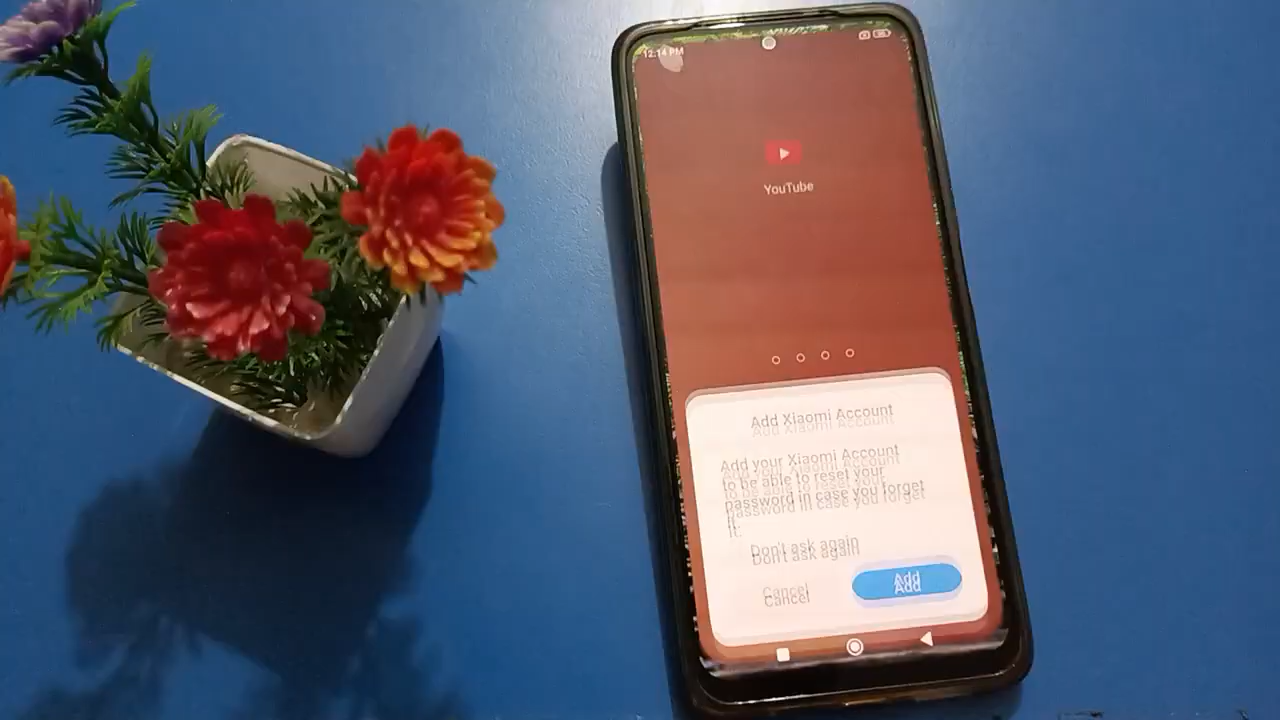 12:14 PM
YouTube
Add Xiaomi Account
Add your Xiaomi Account
to be able to reset your
password in case you forget
it.
Don't ask again
Cancel
Add